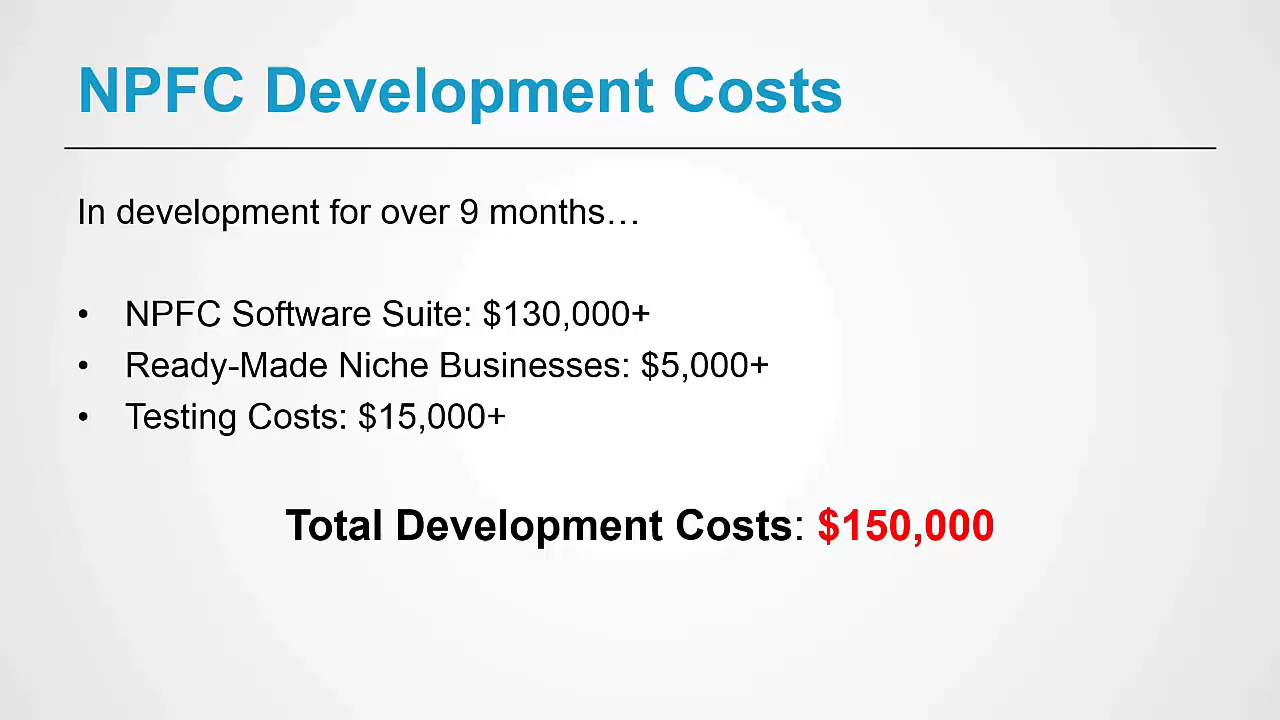 NPFC Development Costs
In development for over 9 months…
• NPFC Software Suite: $130,000+
• Ready-Made Niche Businesses: $5,000+
• Testing Costs: $15,000+
Total Development Costs: $150,000